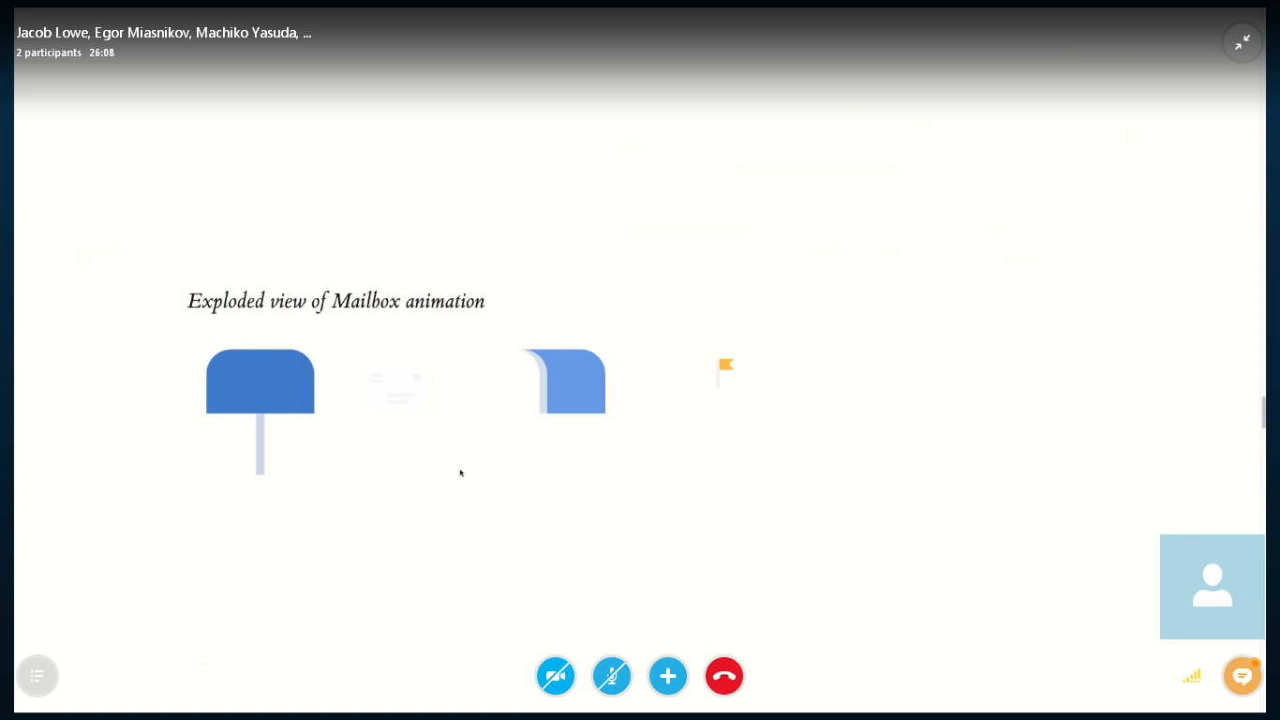 Jacob Lowe, Egor Miasnikov, Machiko Yasuda, ...
2 participants 26:08
Exploded view of Mailbox animation